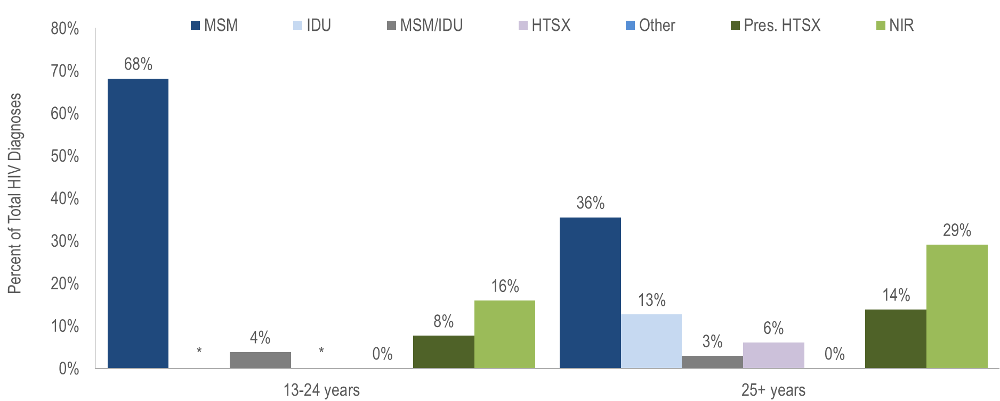 MSM IDU MSM/IDU HTSX Other Pres. HTSX NIR
Percent of Total HIV Diagnoses
80%
70%
60%
50%
40%
30%
20%
10%
0%
68% * 4% * 0% 8% 16%
36% 13% 3% 6% 0% 14% 29%
13-24 years 25+ years